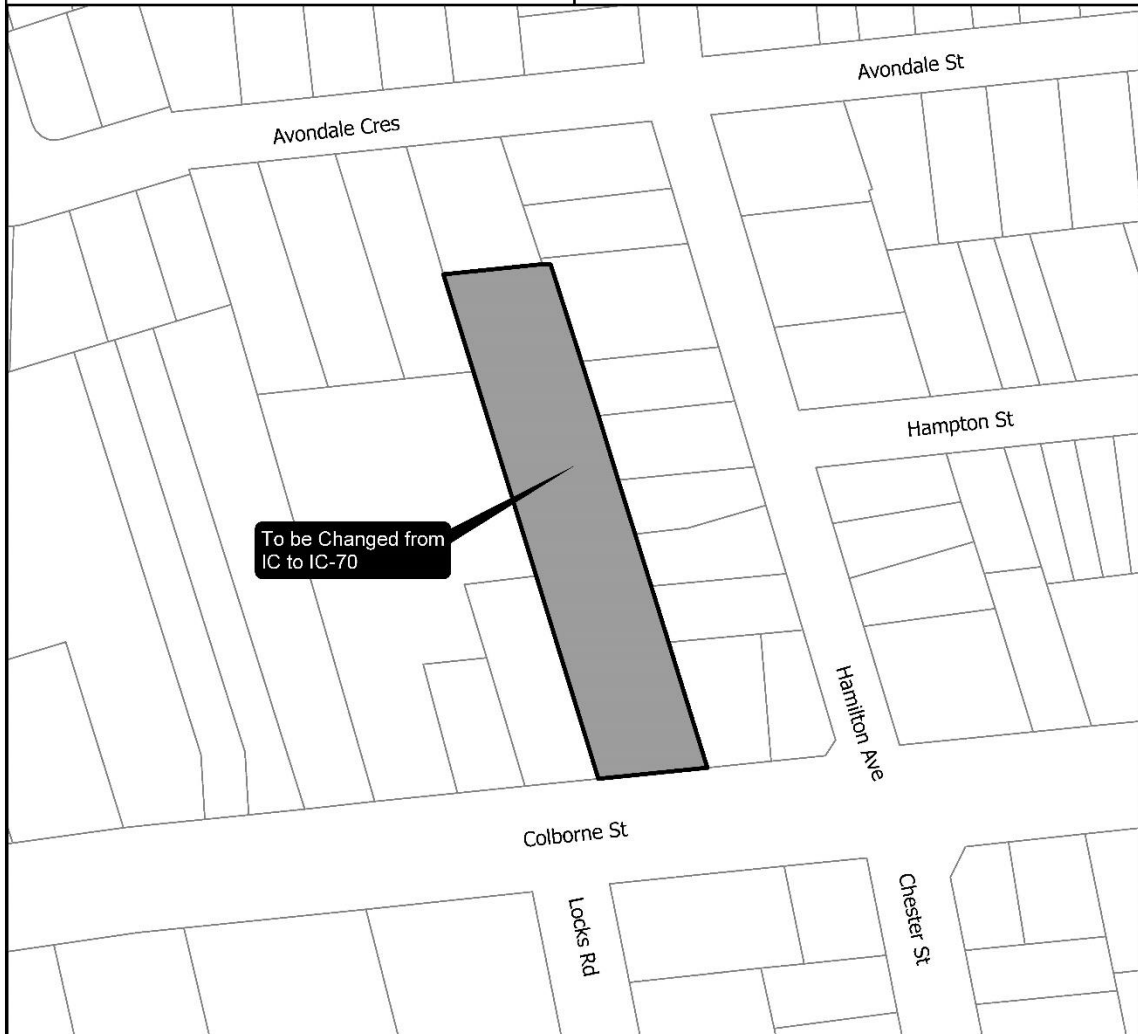 Avondale St
Avondale Cres
Hampton St
To be Changed from
IC to IC-70
Hamilton Ave
Colborne St
Locks Rd
Chester St